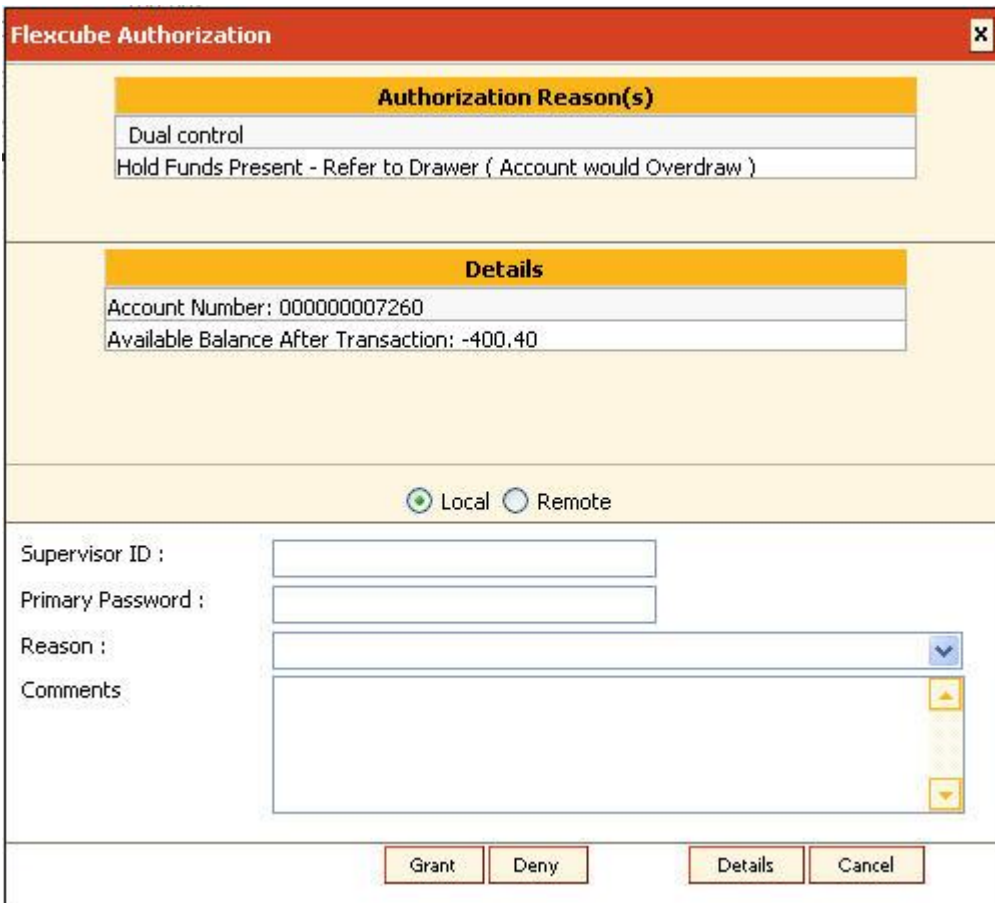 Flexcube Authorization X
Authorization Reason(s)
Dual control
Hold Funds Present - Refer to Drawer ( Account would Overdraw )
Details
Account Number: 000000007260
Available Balance After Transaction: -400.40
Local Remote
Supervisor ID :
Primary Password :
Reason :
Comments
Grant Deny Details Cancel